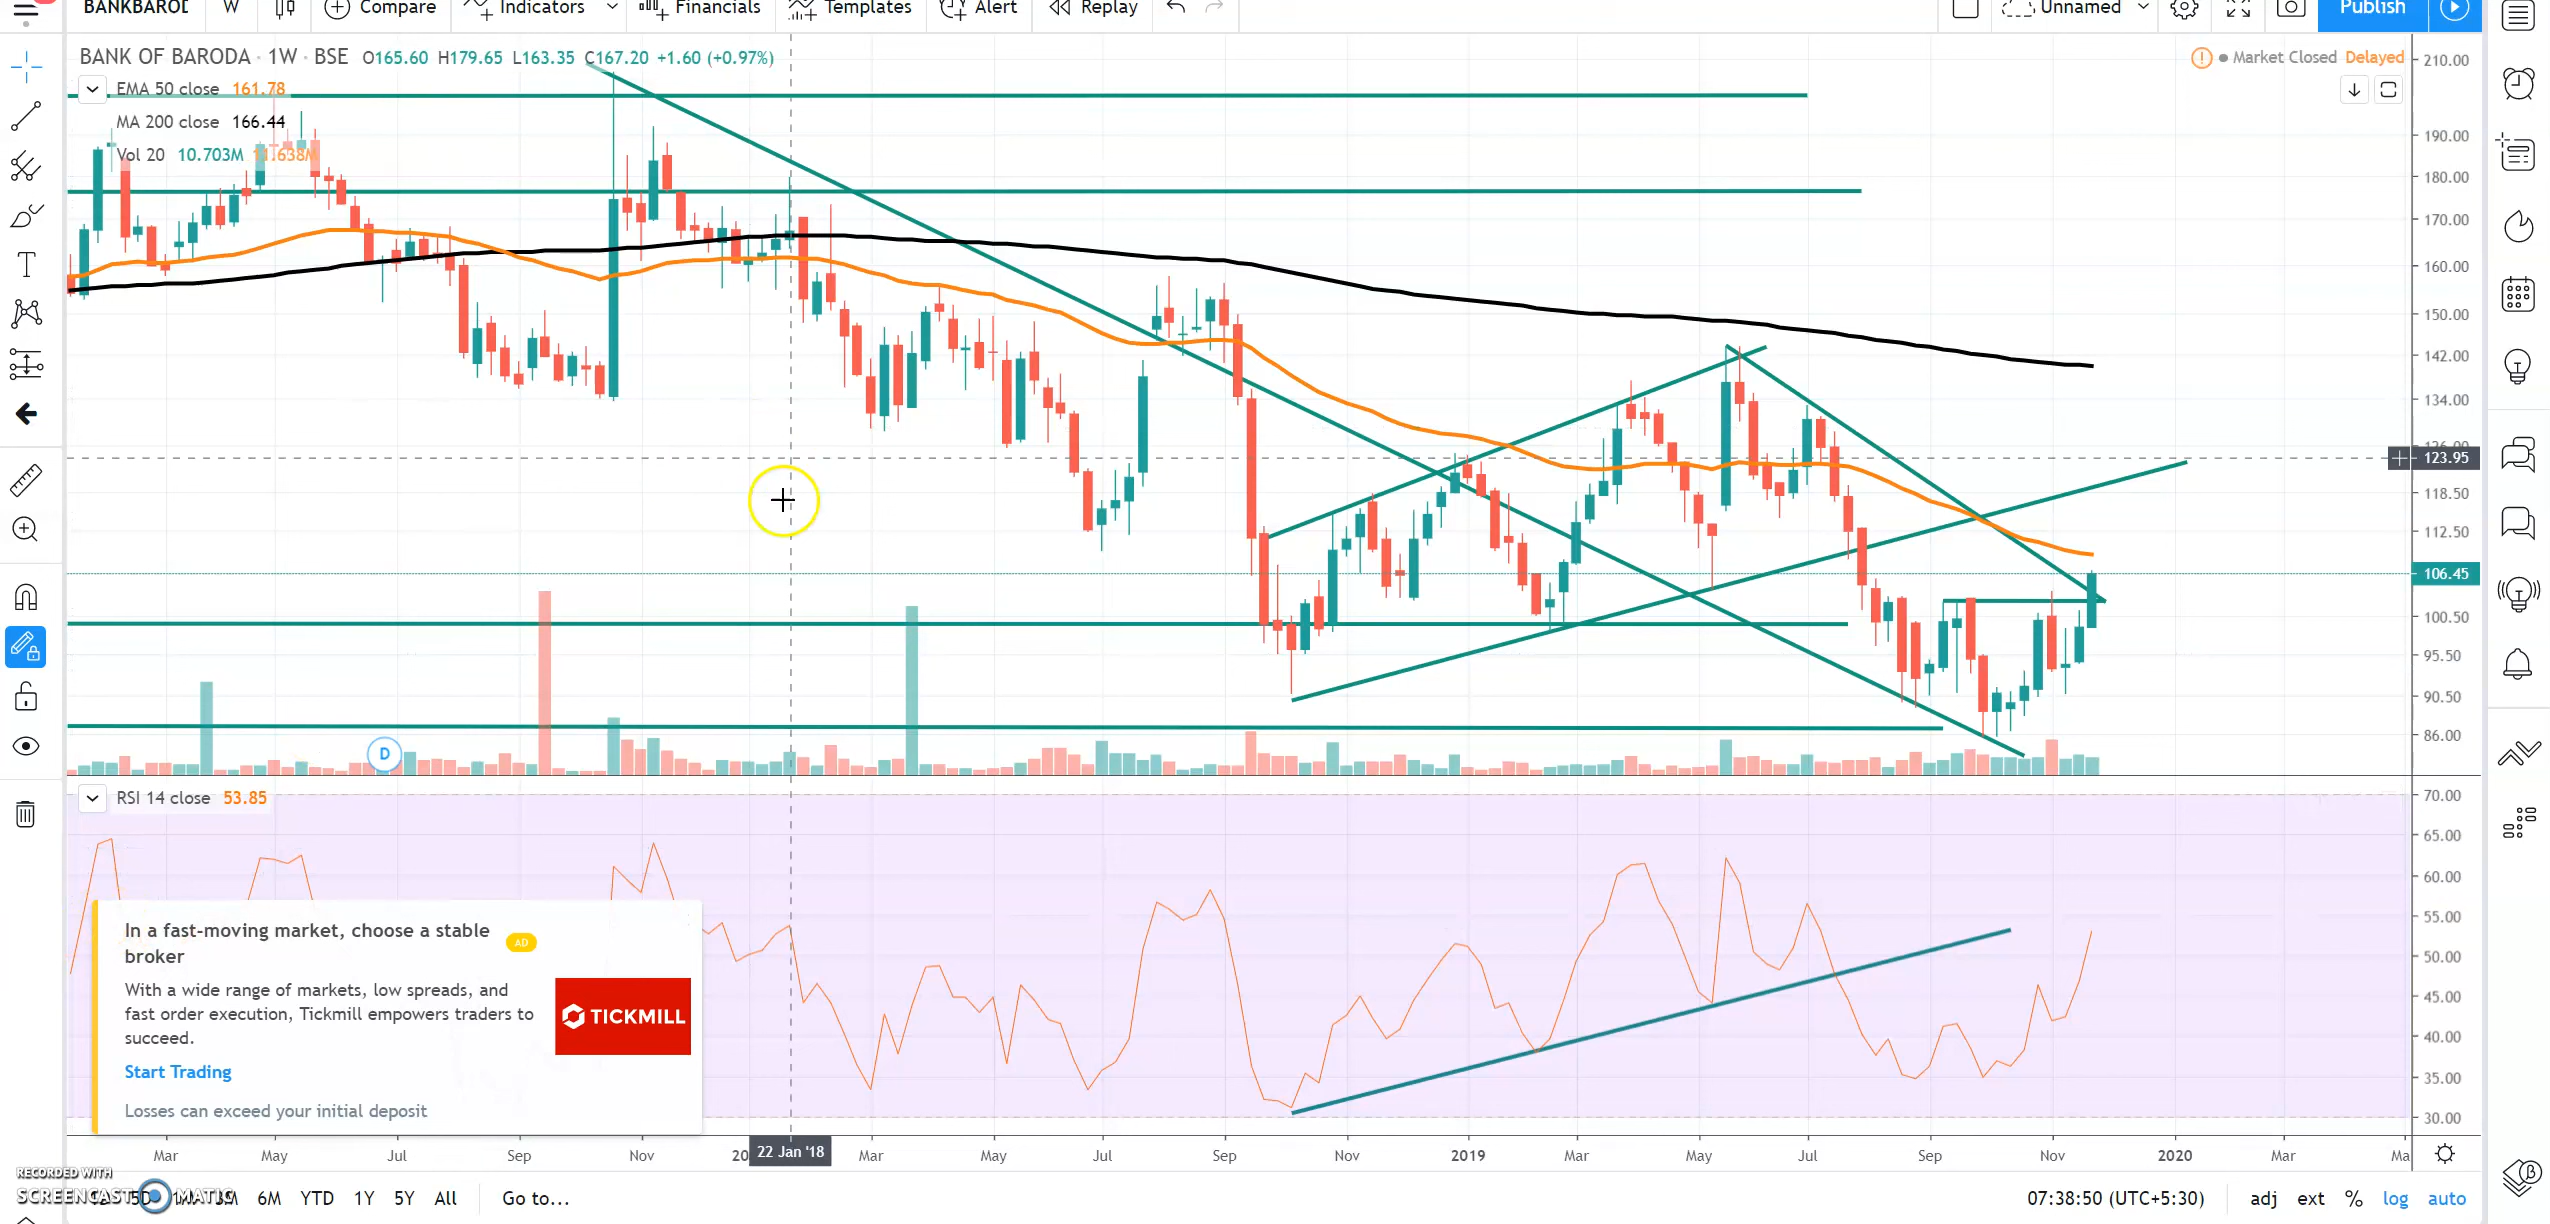 BANKBAROD W Compare Indicators Financials Templates Alert Replay Unnamed Publish
BANK OF BARODA · 1W · BSE O165.60 H179.65 L163.35 C167.20 +1.60 (+0.97%)
Market Closed Delayed
EMA 50 close 161.78
MA 200 close 166.44
Vol 20 10.703M 11.638M
210.00
190.00
180.00
170.00
160.00
150.00
142.00
134.00
126.00
123.95
118.50
112.50
106.45
100.50
95.50
90.50
86.00
D
RSI 14 close 53.85
70.00
65.00
60.00
55.00
50.00
45.00
40.00
35.00
30.00
In a fast-moving market, choose a stable
broker
AD
With a wide range of markets, low spreads, and
fast order execution, Tickmill empowers traders to
succeed.
TICKMILL
Start Trading
Losses can exceed your initial deposit
Mar May Jul Sep Nov 20 22 Jan '18 Mar May Jul Sep Nov 2019 Mar May Jul Sep Nov 2020 Mar Ma
RECORDED WITH
SCREENCAST MATIC
5D 1M 3M 6M YTD 1Y 5Y All Go to... 07:38:50 (UTC+5:30) adj ext % log auto